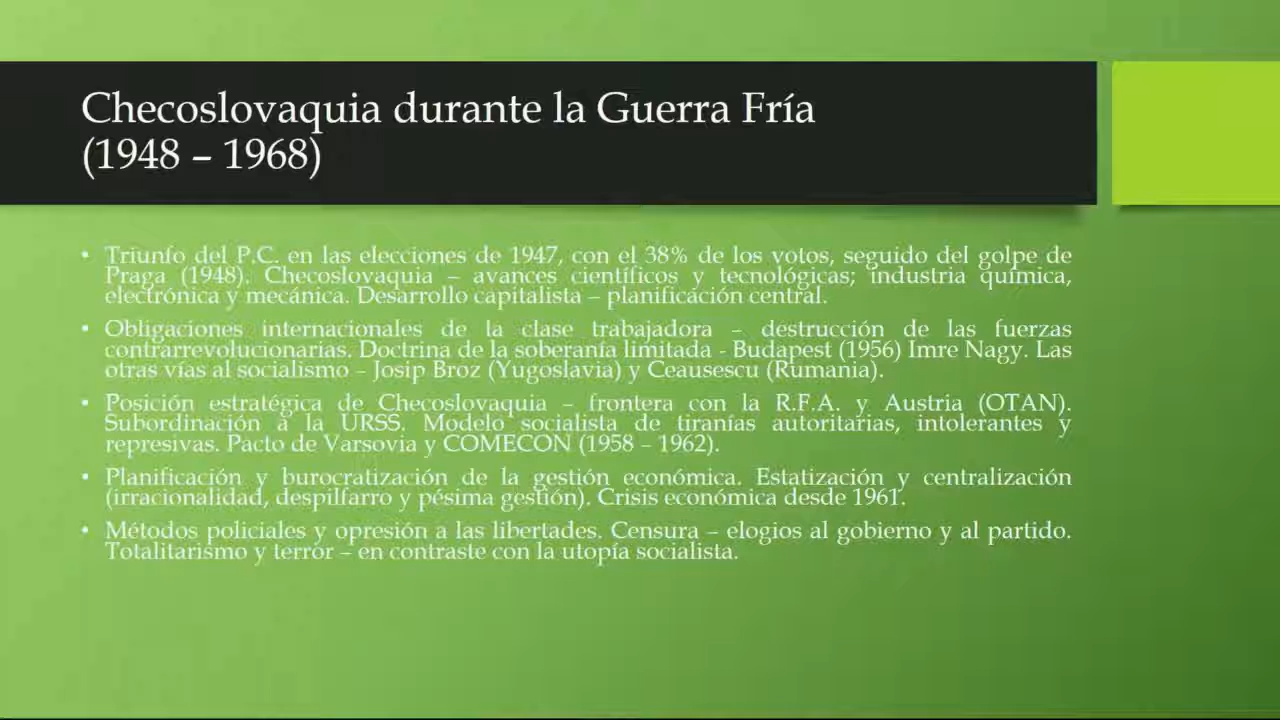 Checoslovaquia durante la Guerra Fría
(1948 – 1968)
• Triunfo del P.C. en las elecciones de 1947, con el 38% de los votos, seguido del golpe de
Praga (1948). Checoslovaquia – avances científicos y tecnológicas; industria química,
electrónica y mecánica. Desarrollo capitalista – planificación central.
• Obligaciones internacionales de la clase trabajadora – destrucción de las fuerzas
contrarrevolucionarias. Doctrina de la soberanía limitada - Budapest (1956) Imre Nagy. Las
otras vías al socialismo – Josip Broz (Yugoslavia) y Ceausescu (Rumania).
• Posición estratégica de Checoslovaquia – frontera con la R.F.A. y Austria (OTAN).
Subordinación a la URSS. Modelo socialista de tiranías autoritarias, intolerantes y
represivas. Pacto de Varsovia y COMECON (1958 – 1962).
• Planificación y burocratización de la gestión económica. Estatización y centralización
(irracionalidad, despilfarro y pésima gestión). Crisis económica desde 1961.
• Métodos policiales y opresión a las libertades. Censura – elogios al gobierno y al partido.
Totalitarismo y terror – en contraste con la utopía socialista.